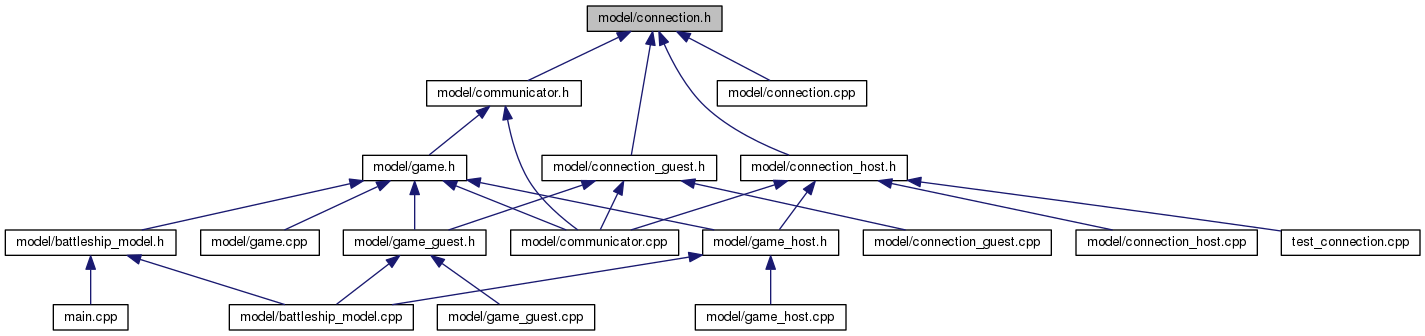 model/connection.h
model/communicator.h
model/connection.cpp
model/game.h
model/connection_guest.h
model/connection_host.h
model/battleship_model.h
model/game.cpp
model/game_guest.h
model/communicator.cpp
model/game_host.h
model/connection_guest.cpp
model/connection_host.cpp
test_connection.cpp
main.cpp
model/battleship_model.cpp
model/game_guest.cpp
model/game_host.cpp